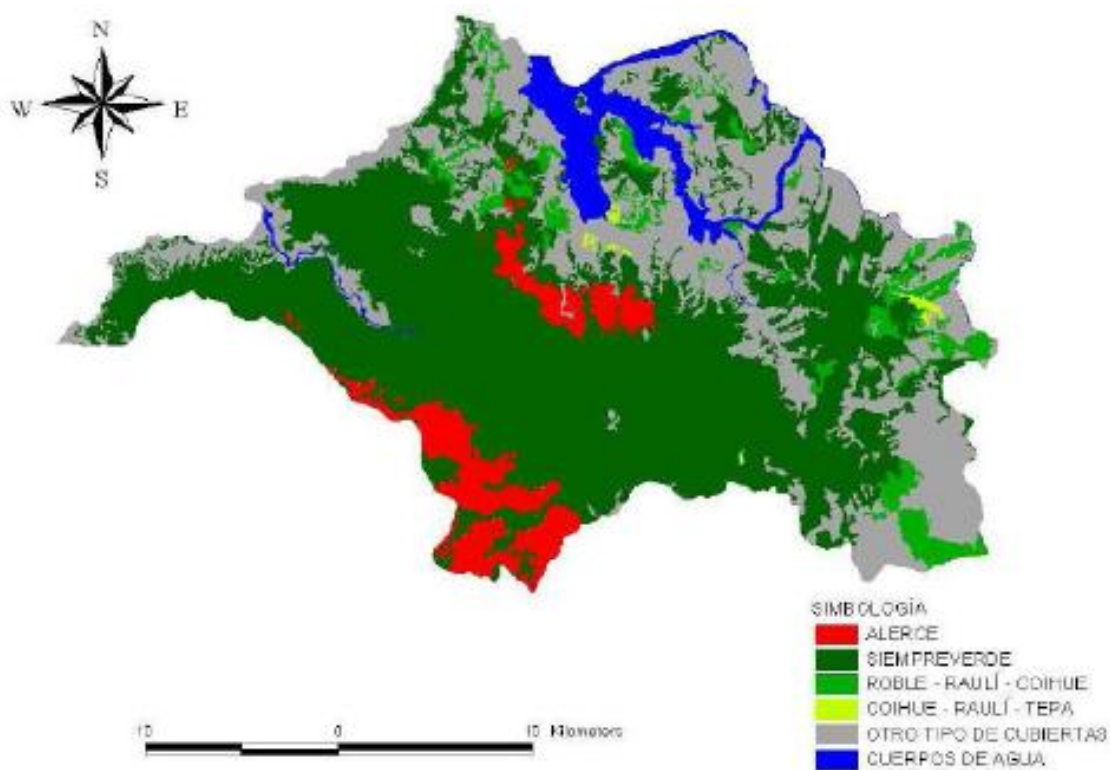 N
W E
S
SIMBOLOGÍA
ALERCE
SIEMPREVERDE
ROBLE - RAULÍ - COIHUE
COIHUE - RAULÍ - TEPA
OTRO TIPO DE CUBIERTAS
CUERPOS DE AGUA
10 0 10 Kilometers